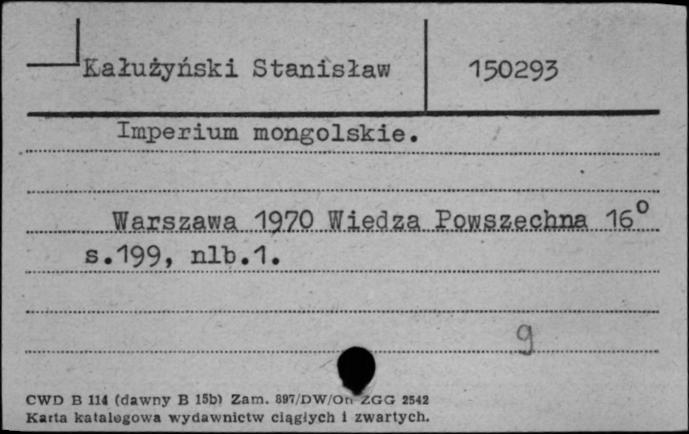 Kałużyński Stanisław 150293
Imperium mongolskie.
Warszawa 1970 Wiedza Powszechna 16°
s.199, nlb.1.
g
CWD B 114 (dawny B 15b) Zam. 897/DW/On ZGG 2542
Karta katalogowa wydawnictw ciągłych i zwartych.